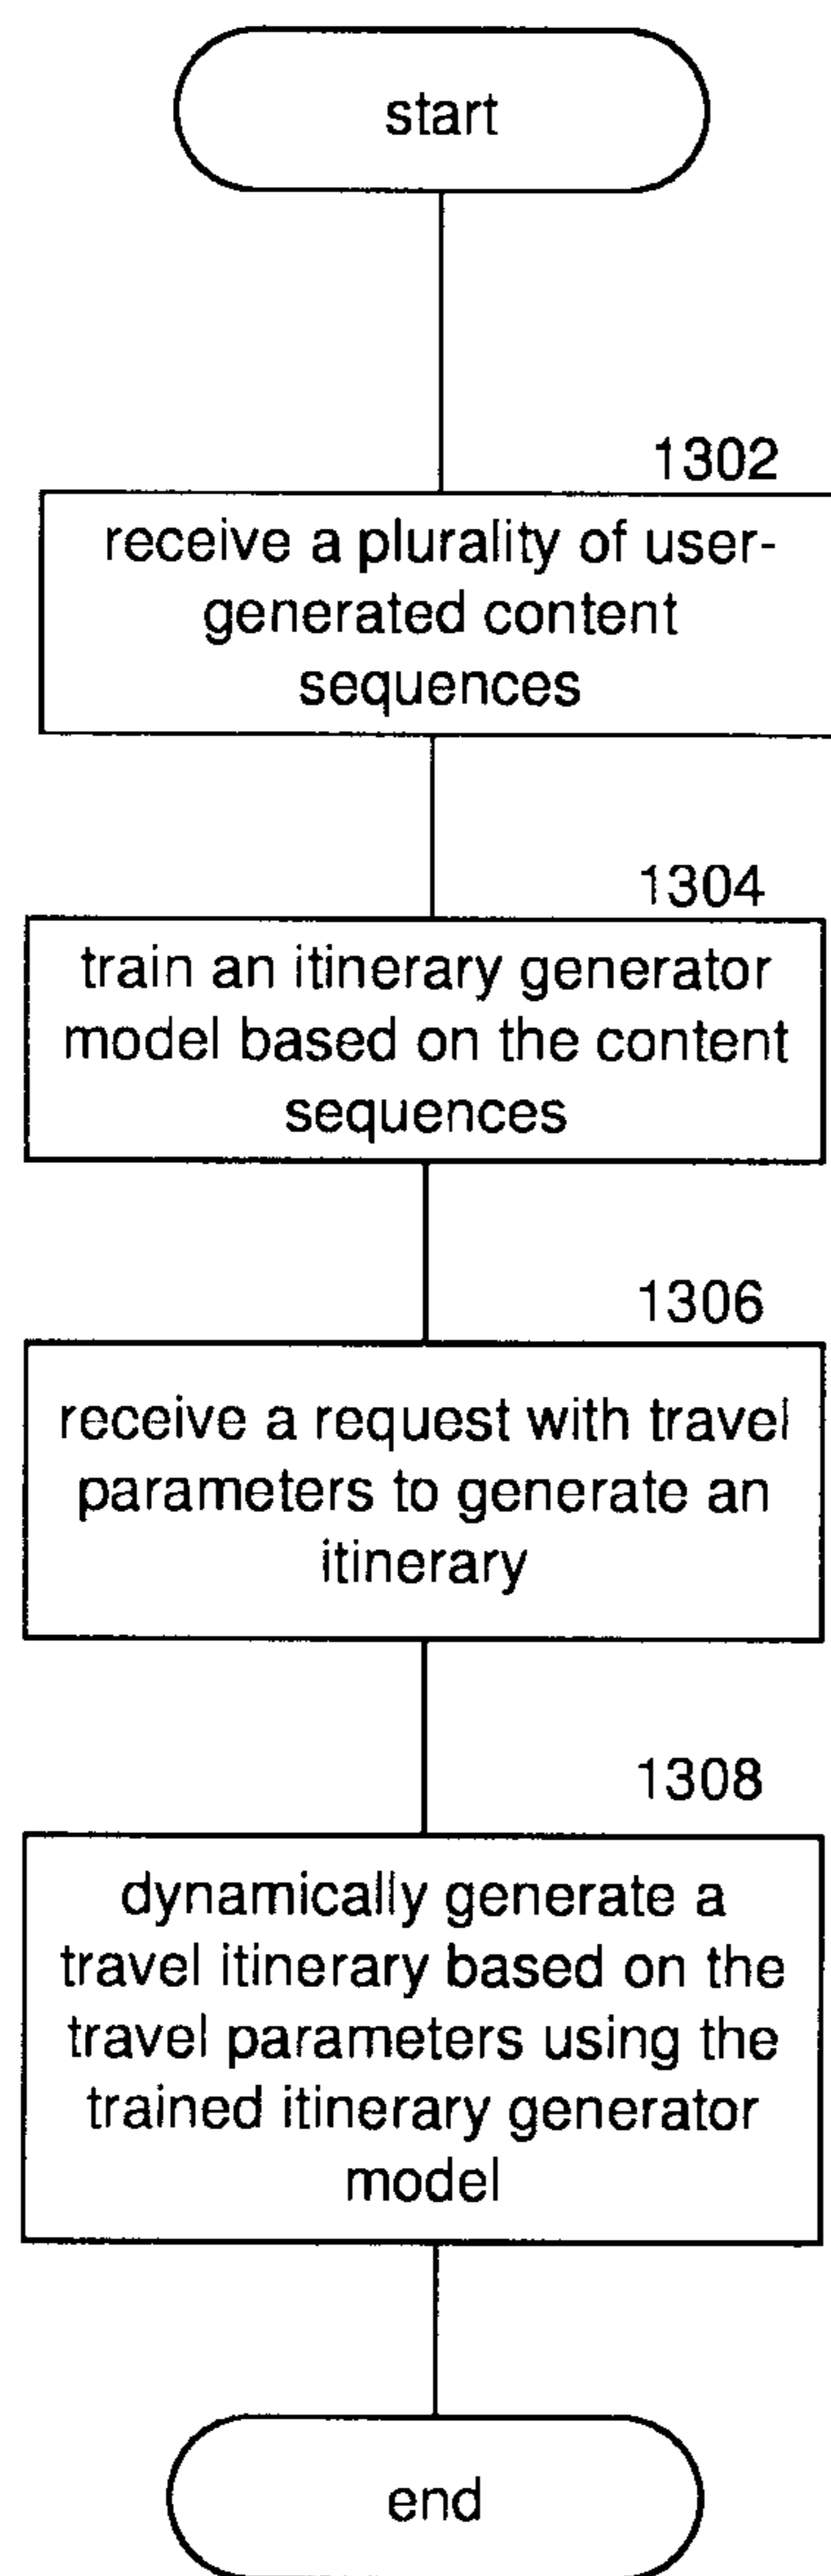 start
1302
receive a plurality of user-
generated content
sequences
1304
train an itinerary generator
model based on the content
sequences
1306
receive a request with travel
parameters to generate an
itinerary
1308
dynamically generate a
travel itinerary based on the
travel parameters using the
trained itinerary generator
model
end